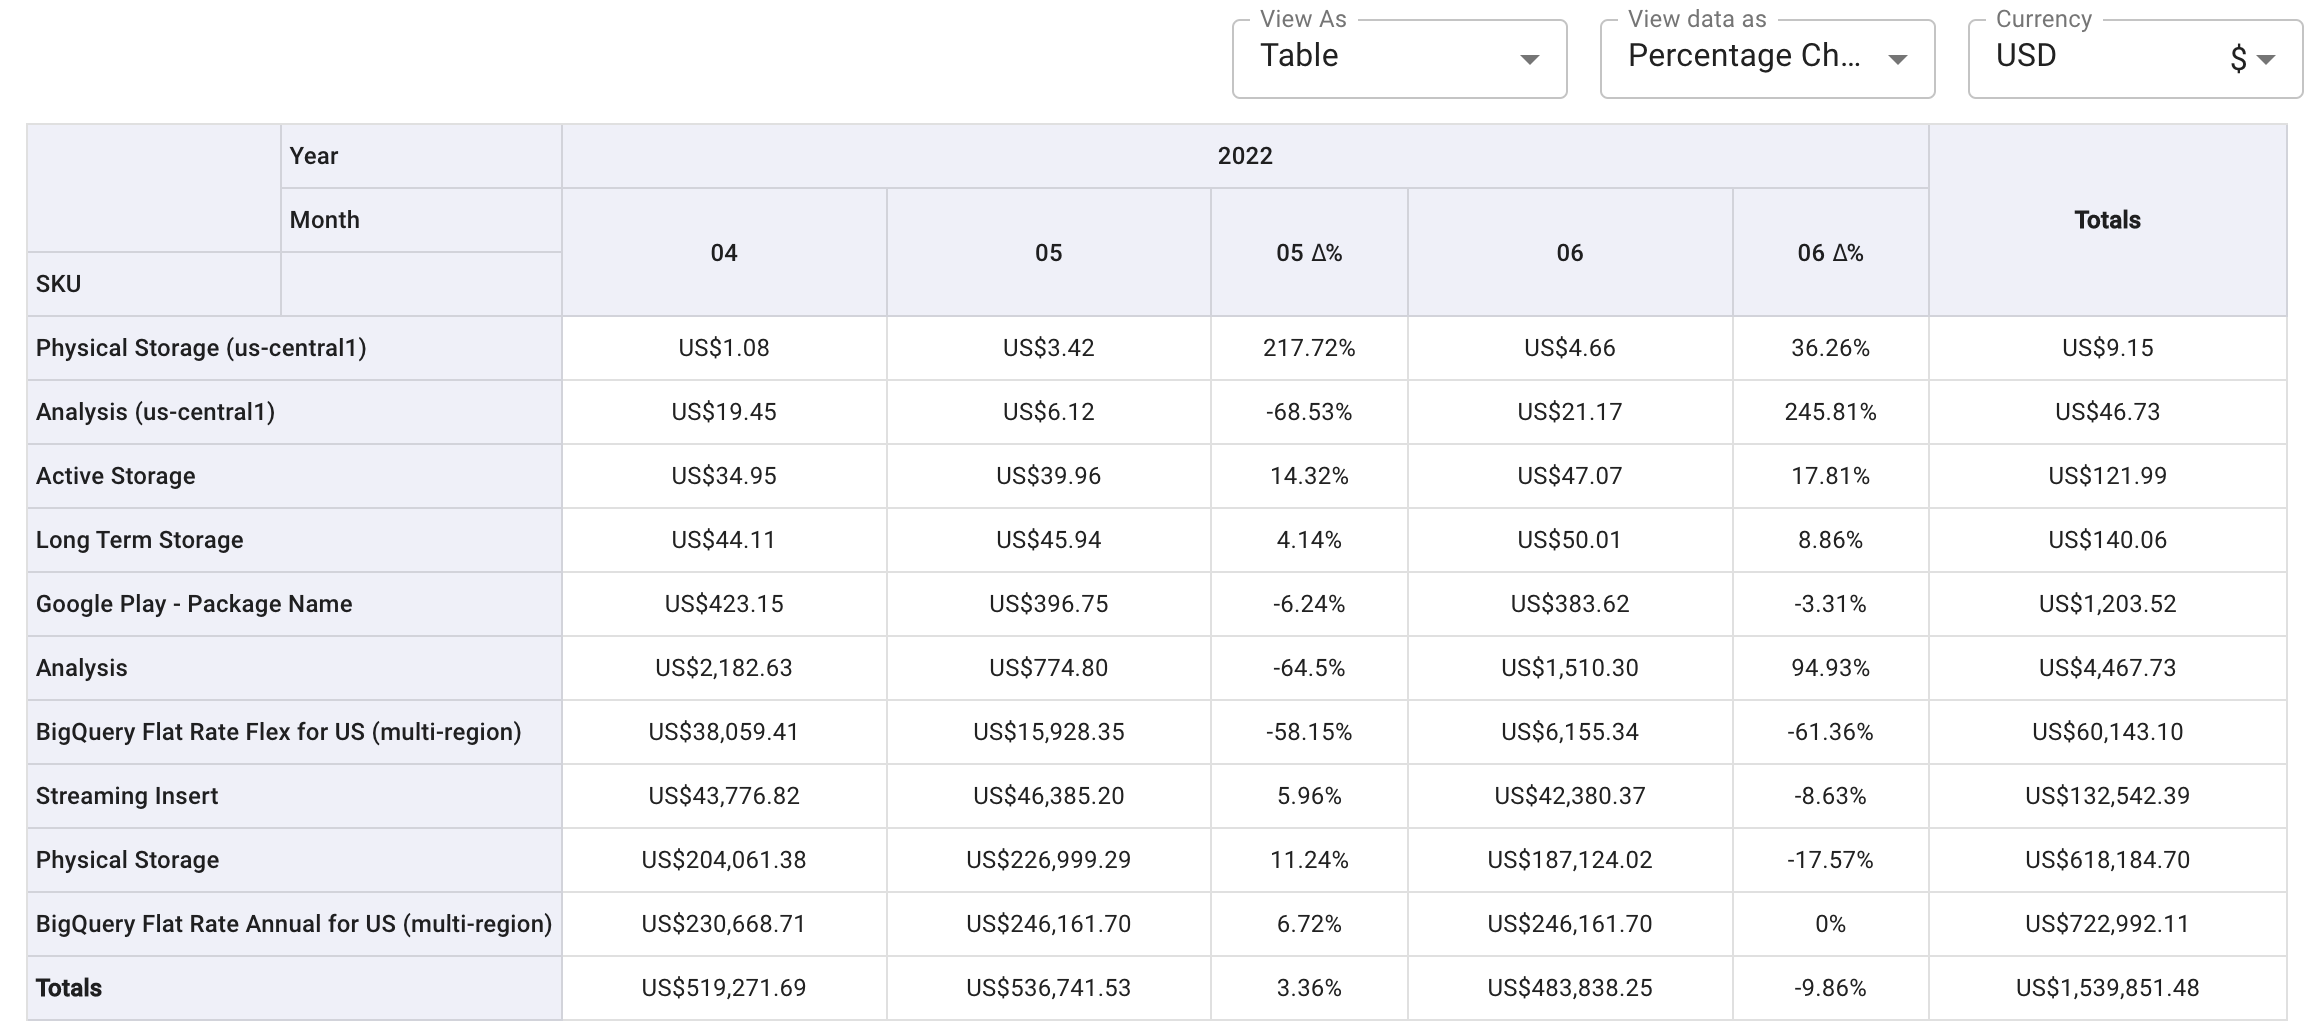 View As View data as Currency
Table Percentage Ch... USD $
Year 2022
Month Totals
04 05 05 Δ% 06 06 Δ%
SKU
Physical Storage (us-central1) US$1.08 US$3.42 217.72% US$4.66 36.26% US$9.15
Analysis (us-central1) US$19.45 US$6.12 -68.53% US$21.17 245.81% US$46.73
Active Storage US$34.95 US$39.96 14.32% US$47.07 17.81% US$121.99
Long Term Storage US$44.11 US$45.94 4.14% US$50.01 8.86% US$140.06
Google Play - Package Name US$423.15 US$396.75 -6.24% US$383.62 -3.31% US$1,203.52
Analysis US$2,182.63 US$774.80 -64.5% US$1,510.30 94.93% US$4,467.73
BigQuery Flat Rate Flex for US (multi-region) US$38,059.41 US$15,928.35 -58.15% US$6,155.34 -61.36% US$60,143.10
Streaming Insert US$43,776.82 US$46,385.20 5.96% US$42,380.37 -8.63% US$132,542.39
Physical Storage US$204,061.38 US$226,999.29 11.24% US$187,124.02 -17.57% US$618,184.70
BigQuery Flat Rate Annual for US (multi-region) US$230,668.71 US$246,161.70 6.72% US$246,161.70 0% US$722,992.11
Totals US$519,271.69 US$536,741.53 3.36% US$483,838.25 -9.86% US$1,539,851.48